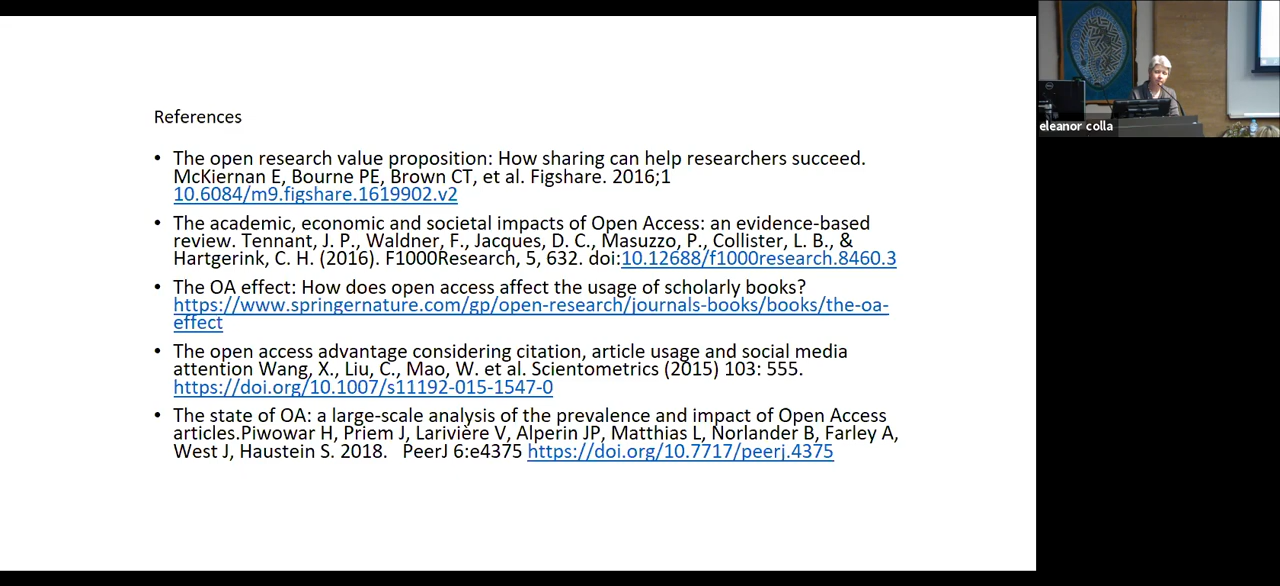 References
• The open research value proposition: How sharing can help researchers succeed.
McKiernan E, Bourne PE, Brown CT, et al. Figshare. 2016;1
10.6084/m9.figshare.1619902.v2
• The academic, economic and societal impacts of Open Access: an evidence-based
review. Tennant, J. P., Waldner, F., Jacques, D. C., Masuzzo, P., Collister, L. B., &
Hartgerink, C. H. (2016). F1000Research, 5, 632. doi:10.12688/f1000research.8460.3
• The OA effect: How does open access affect the usage of scholarly books?
https://www.springernature.com/gp/open-research/journals-books/books/the-oa-
effect
• The open access advantage considering citation, article usage and social media
attention Wang, X., Liu, C., Mao, W. et al. Scientometrics (2015) 103: 555.
https://doi.org/10.1007/s11192-015-1547-0
• The state of OA: a large-scale analysis of the prevalence and impact of Open Access
articles.Piwowar H, Priem J, Larivière V, Alperin JP, Matthias L, Norlander B, Farley A,
West J, Haustein S. 2018. PeerJ 6:e4375 https://doi.org/10.7717/peerj.4375
eleanor colla